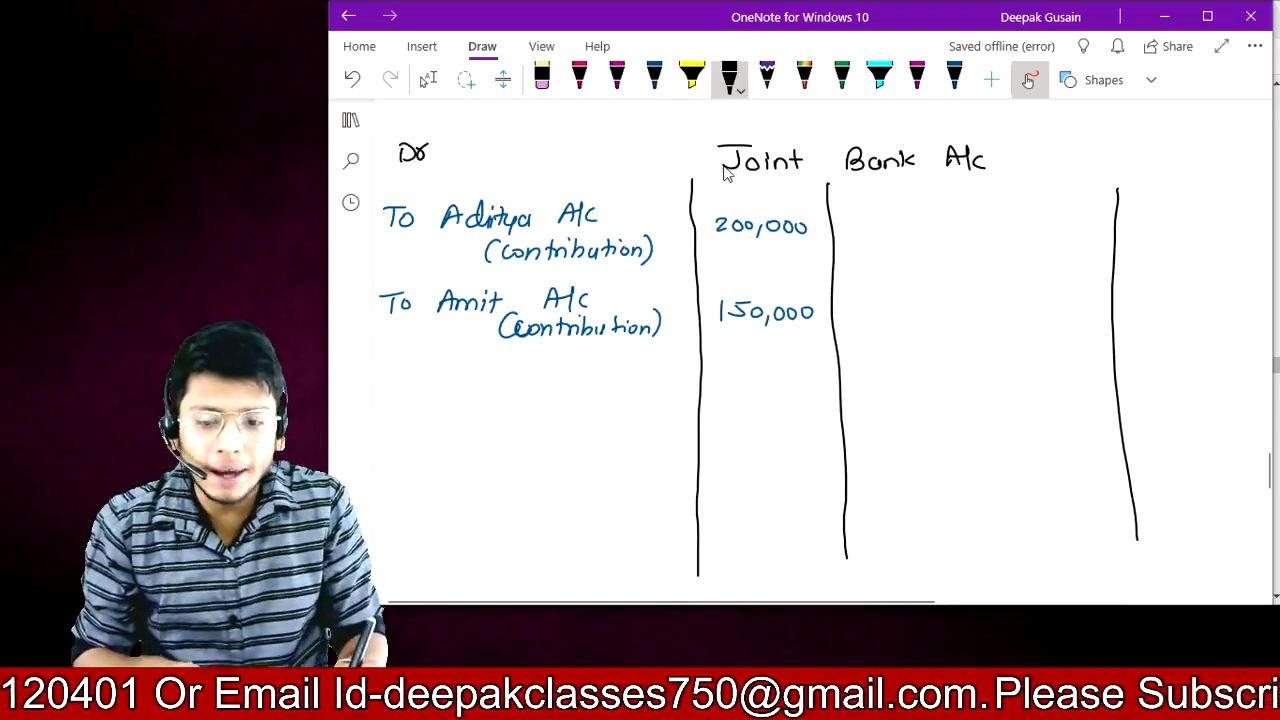 OneNote for Windows 10
Deepak Gusain
Home Insert Draw View Help
Saved offline (error)
Share
Shapes
Dr Joint Bank A/c
To Aditya A/c 200,000
(contribution)
To Amit A/c 150,000
(contribution)
120401 Or Email Id-deepakclasses750@gmail.com. Please Subscri